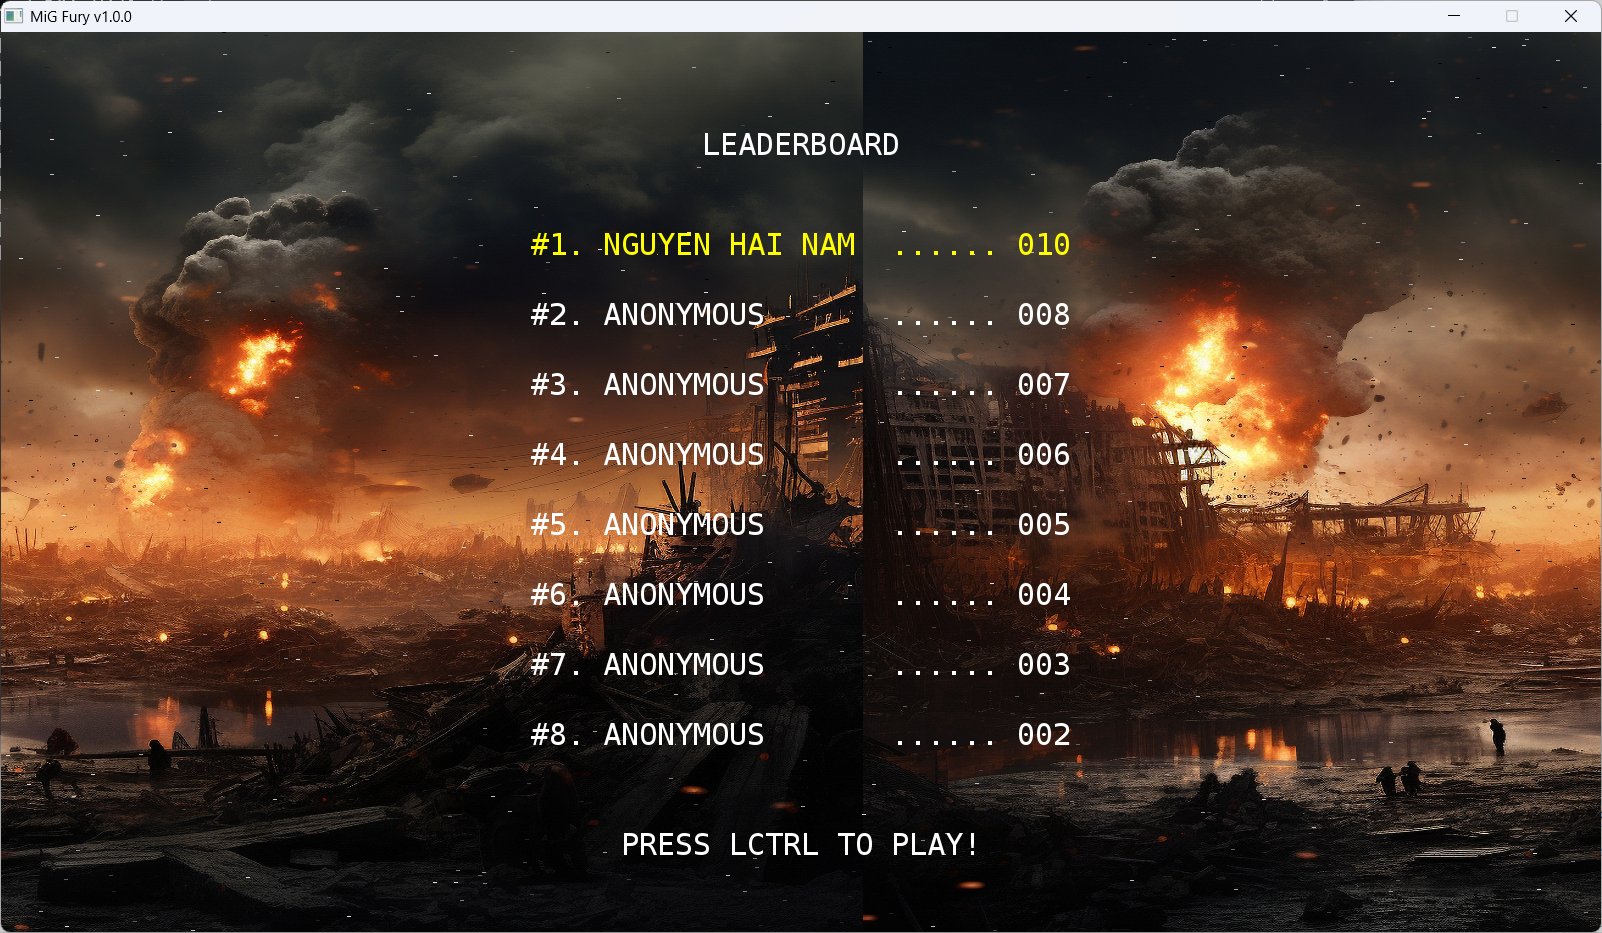 MiG Fury v1.0.0
LEADERBOARD
#1. NGUYEN HAI NAM ...... 010
#2. ANONYMOUS ...... 008
#3. ANONYMOUS ...... 007
#4. ANONYMOUS ...... 006
#5. ANONYMOUS ...... 005
#6. ANONYMOUS ...... 004
#7. ANONYMOUS ...... 003
#8. ANONYMOUS ...... 002
PRESS LCTRL TO PLAY!